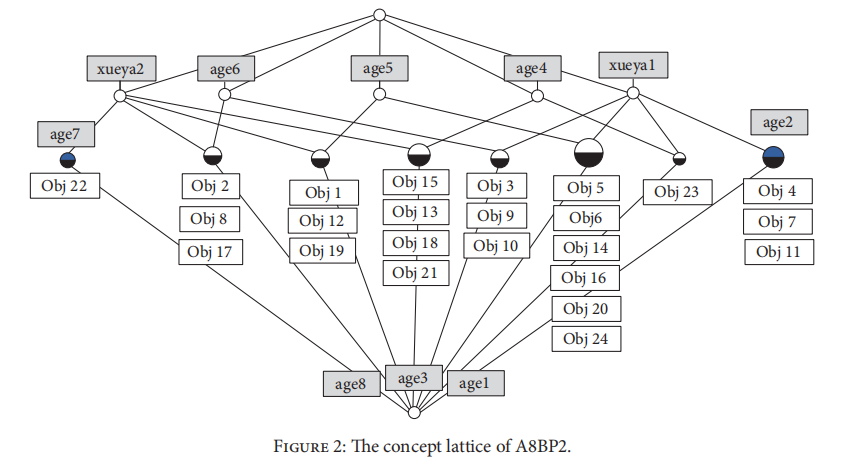 xueya2
age6
age5
age4
xueya1
age7
age2
Obj 22
Obj 2
Obj 8
Obj 17
Obj 1
Obj 12
Obj 19
Obj 15
Obj 13
Obj 18
Obj 21
Obj 3
Obj 9
Obj 10
Obj 5
Obj6
Obj 14
Obj 16
Obj 20
Obj 24
Obj 23
Obj 4
Obj 7
Obj 11
age8
age3
age1
FIGURE 2: The concept lattice of A8BP2.